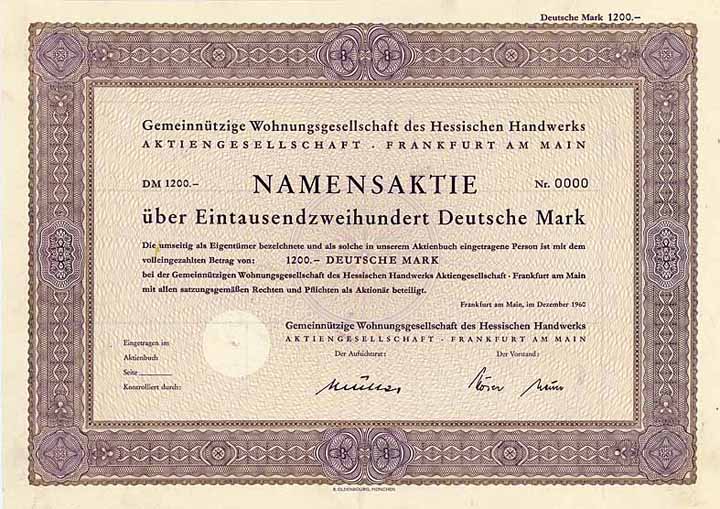 Deutsche Mark 1200.–
Gemeinnützige Wohnungsgesellschaft des Hessischen Handwerks
AKTIENGESELLSCHAFT · FRANKFURT AM MAIN
DM 1200.– NAMENSAKTIE Nr. 0000
über Eintausendzweihundert Deutsche Mark
Die umseitig als Eigentümer bezeichnete und als solche in unserem Aktienbuch eingetragene Person ist mit dem
volleingezahlten Betrag von: 1200.– DEUTSCHE MARK
bei der Gemeinnützigen Wohnungsgesellschaft des Hessischen Handwerks Aktiengesellschaft · Frankfurt am Main
mit allen satzungsgemäßen Rechten und Pflichten als Aktionär beteiligt.
Frankfurt am Main, im Dezember 1960
Gemeinnützige Wohnungsgesellschaft des Hessischen Handwerks
AKTIENGESELLSCHAFT · FRANKFURT AM MAIN
Eingetragen im
Aktienbuch
Seite
Kontrolliert durch:
Der Aufsichtsrat: Der Vorstand:
R. OLDENBOURG, MÜNCHEN